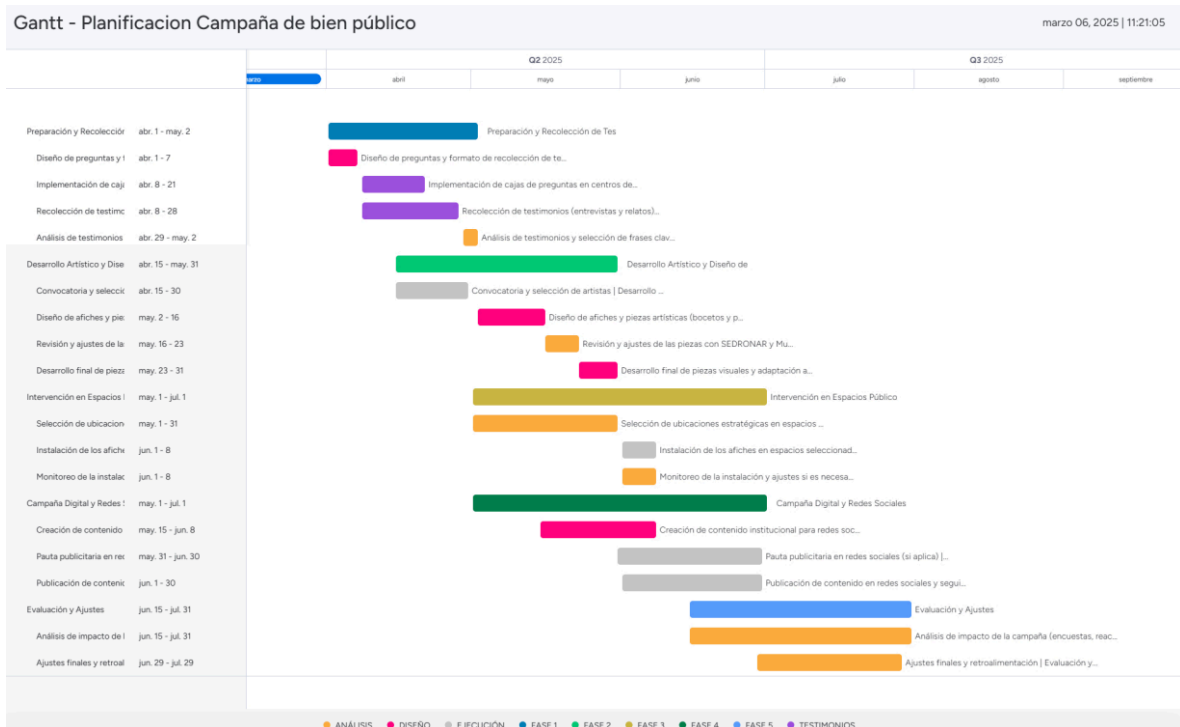 Gantt - Planificacion Campaña de bien público
marzo 06, 2025 | 11:21:05
Q2 2025 Q3 2025
arzo abril mayo junio julio agosto septiembre
Preparación y Recolección abr. 1 - may. 2 Preparación y Recolección de Tes
Diseño de preguntas y f abr. 1 - 7 Diseño de preguntas y formato de recolección de te...
Implementación de caja abr. 8 - 21 Implementación de cajas de preguntas en centros de...
Recolección de testimo abr. 8 - 28 Recolección de testimonios (entrevistas y relatos)...
Análisis de testimonios abr. 29 - may. 2 Análisis de testimonios y selección de frases clav...
Desarrollo Artístico y Dise abr. 15 - may. 31 Desarrollo Artístico y Diseño de
Convocatoria y selecció abr. 15 - 30 Convocatoria y selección de artistas | Desarrollo ...
Diseño de afiches y pie: may. 2 - 16 Diseño de afiches y piezas artísticas (bocetos y p...
Revisión y ajustes de la may. 16 - 23 Revisión y ajustes de las piezas con SEDRONAR y Mu...
Desarrollo final de pieza may. 23 - 31 Desarrollo final de piezas visuales y adaptación a...
Intervención en Espacios may. 1 - jul. 1 Intervención en Espacios Público
Selección de ubicacion may. 1 - 31 Selección de ubicaciones estratégicas en espacios ...
Instalación de los afiche jun. 1 - 8 Instalación de los afiches en espacios seleccionad...
Monitoreo de la instalac jun. 1 - 8 Monitoreo de la instalación y ajustes si es necesa...
Campaña Digital y Redes may. 1 - jul. 1 Campaña Digital y Redes Sociales
Creación de contenido may. 15 - jun. 8 Creación de contenido institucional para redes soc...
Pauta publicitaria en rec may. 31 - jun. 30 Pauta publicitaria en redes sociales (si aplica) |...
Publicación de contenic jun. 1 - 30 Publicación de contenido en redes sociales y segui...
Evaluación y Ajustes jun. 15 - jul. 31 Evaluación y Ajustes
Análisis de impacto de l jun. 15 - jul. 31 Análisis de impacto de la campaña (encuestas, reac...
Ajustes finales y retroal jun. 29 - jul. 29 Ajustes finales y retroalimentación | Evaluación y...
ANÁLISIS DISEÑO EJECUCIÓN FASE 1 FASE 2 FASE 3 FASE 4 FASE 5 TESTIMONIOS